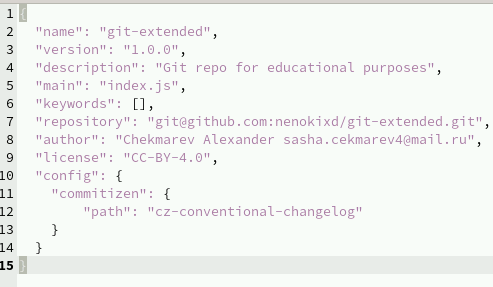 1 {
2 "name": "git-extended",
3 "version": "1.0.0",
4 "description": "Git repo for educational purposes",
5 "main": "index.js",
6 "keywords": [],
7 "repository": "git@github.com:nenokixd/git-extended.git",
8 "author": "Chekmarev Alexander sasha.cekmarev4@mail.ru",
9 "license": "CC-BY-4.0",
10 "config": {
11 "commitizen": {
12 "path": "cz-conventional-changelog"
13 }
14 }
15 }